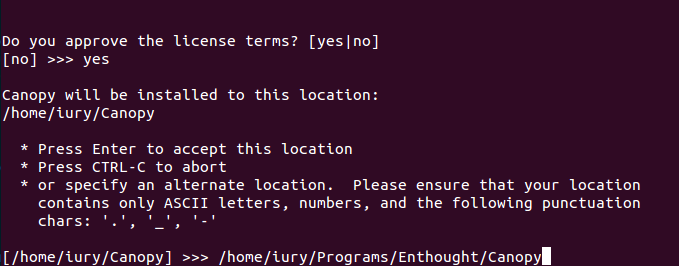 Do you approve the license terms? [yes|no]
[no] >>> yes
Canopy will be installed to this location:
/home/iury/Canopy
* Press Enter to accept this location
* Press CTRL-C to abort
* or specify an alternate location.  Please ensure that your location
contains only ASCII letters, numbers, and the following punctuation
chars: '.', '_', '-'
[/home/iury/Canopy] >>> /home/iury/Programs/Enthought/Canopy